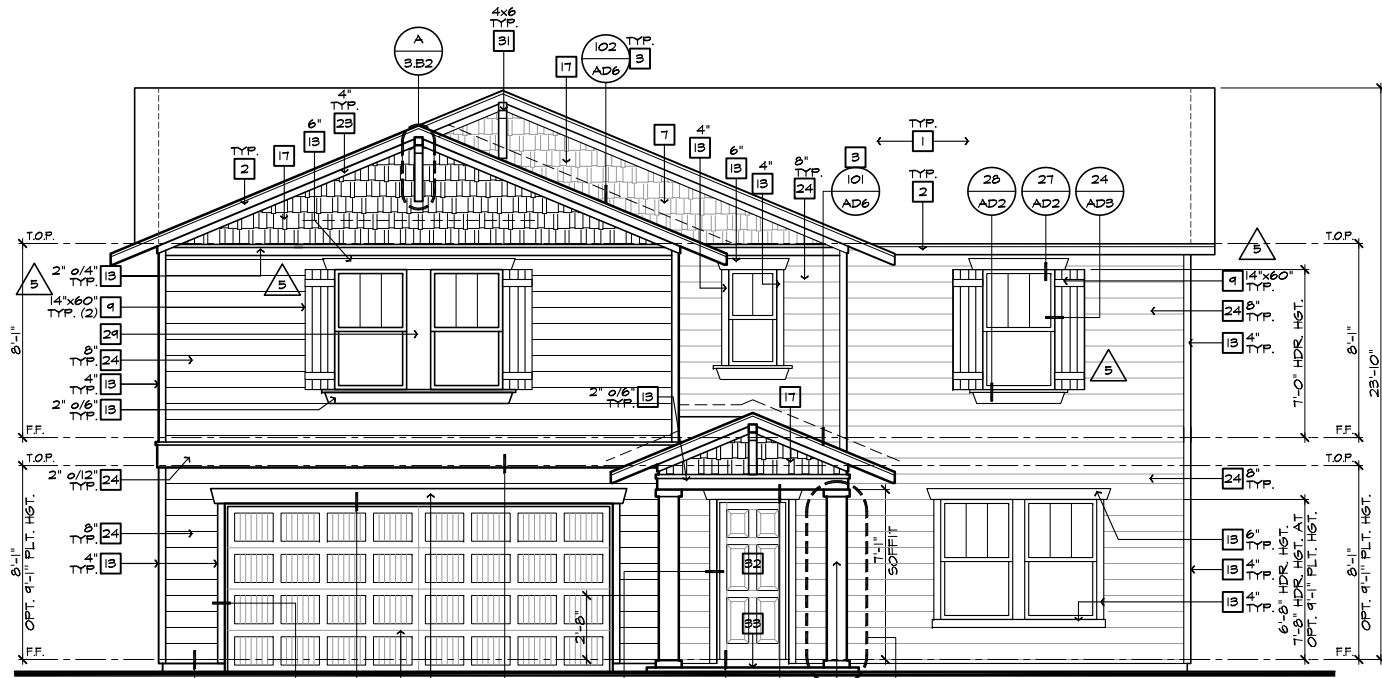 4x6
TYP.
31
A
3.B2
102
AD6
TYP.
3
17
4"
TYP.
23
6"
13
TYP.
2
17
7
4"
13
6"
13
4"
13
8"
TYP.
24
3
101
AD6
TYP.
1
TYP.
2
28
AD2
27
AD2
24
AD3
T.O.P.
T.O.P.
5
5
5
5
2" o/4"
TYP.
13
14"x60"
TYP. (2)
9
29
8"
TYP.
24
4"
TYP.
13
2" o/6"
TYP.
13
8'-1"
9
14"x60"
TYP.
24
8"
TYP.
13
4"
TYP.
7'-0" HDR. HGT.
8'-1"
23'-10"
2" o/6"
TYP.
13
17
F.F.
F.F.
T.O.P.
T.O.P.
2" o/12"
TYP.
24
8"
TYP.
24
4"
TYP.
13
8'-1"
OPT. 9'-1" PLT. HGT.
24
8"
TYP.
13
6"
TYP.
13
4"
TYP.
13
4"
TYP.
6'-8" HDR. HGT.
7'-8" HDR. HGT. AT
OPT. 9'-1" PLT. HGT.
8'-1"
OPT. 9'-1" PLT. HGT.
7'-1"
SOFFIT
32
33
2'-8"
F.F.
F.F.